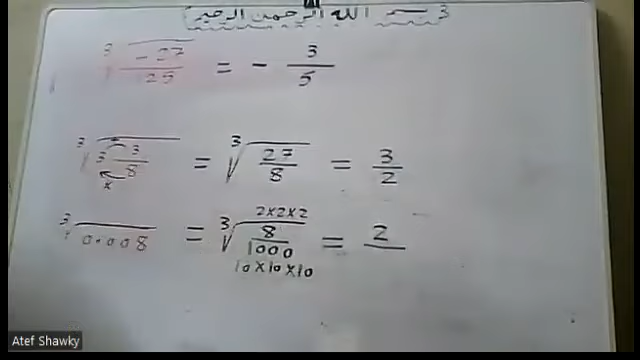 بسم الله الرحمن الرحيم
∛(-27/25) = - 3/5
∛(3 3/8) = ∛(27/8) = 3/2
x
2×2×2
∛0.008 = ∛(8/1000) = 2/
10×10×10
Atef Shawky